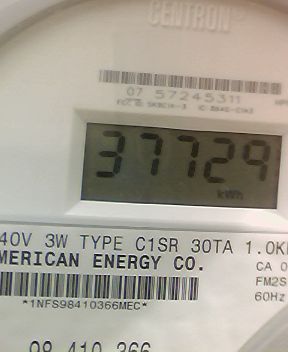 CENTRON®
07 57245311
37729
kWh
40V 3W TYPE C1SR 30TA 1.0K
MERICAN ENERGY CO.
CA 0
FM2S
60Hz
*1NFS98410366MEC*
98 410 366